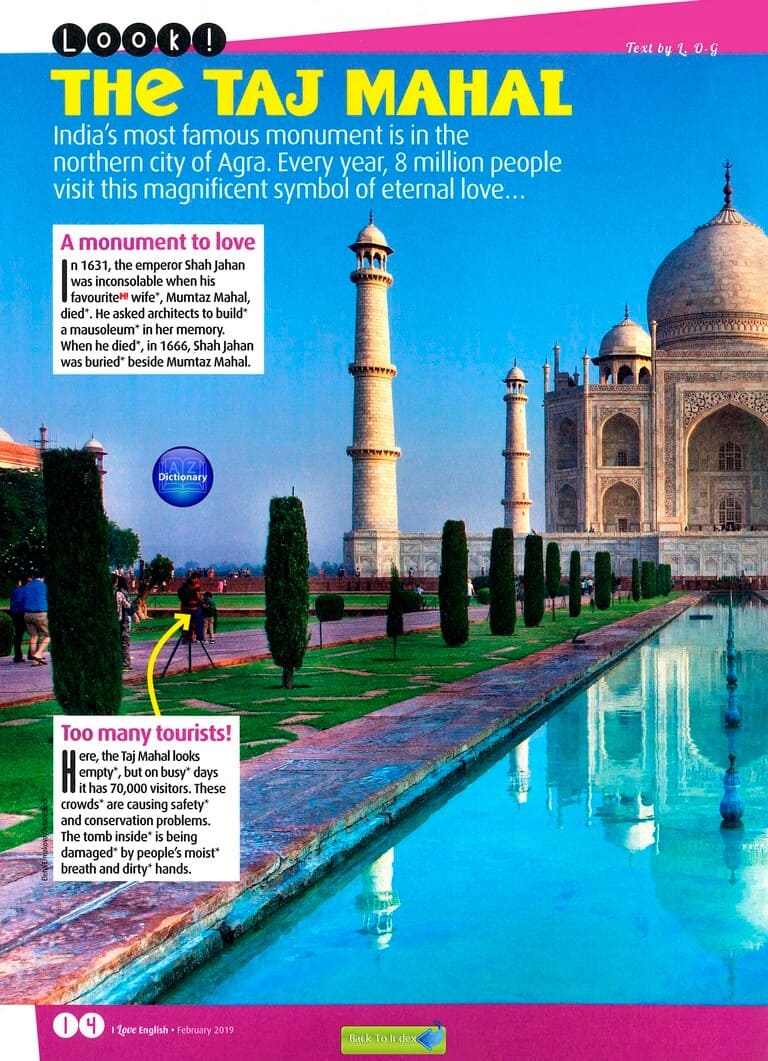 LOOK!
Text by L. D-G
THE TAJ MAHAL
India's most famous monument is in the
northern city of Agra. Every year, 8 million people
visit this magnificent symbol of eternal love...
A monument to love
In 1631, the emperor Shah Jahan
was inconsolable when his
favouriteH! wife*, Mumtaz Mahal,
died*. He asked architects to build*
a mausoleum* in her memory.
When he died*, in 1666, Shah Jahan
was buried* beside Mumtaz Mahal.
A Z
Dictionary
Too many tourists!
Here, the Taj Mahal looks
empty*, but on busy* days
it has 70,000 visitors. These
crowds* are causing safety*
and conservation problems.
The tomb inside* is being
damaged* by people's moist*
breath and dirty* hands.
14 I Love English • February 2019
Back To Index